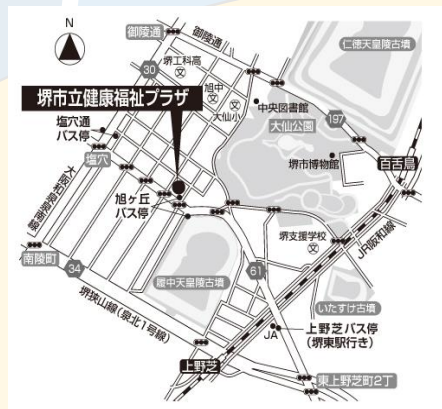 N
御陵通
御陵通
仁徳天皇陵古墳
堺工科高
30
旭中
文
文
文
大仙小
中央図書館
197
大仙公園
堺市立健康福祉プラザ
塩穴通
バス停
塩穴
堺市博物館
百舌鳥
大阪和泉泉南線
旭ヶ丘
バス停
堺支援学校
文
JR阪和線
南陵町
34
履中天皇陵古墳
61
いたすけ古墳
堺狭山線(泉北1号線)
上野芝バス停
(堺東駅行き)
JA
上野芝
東上野芝町2丁